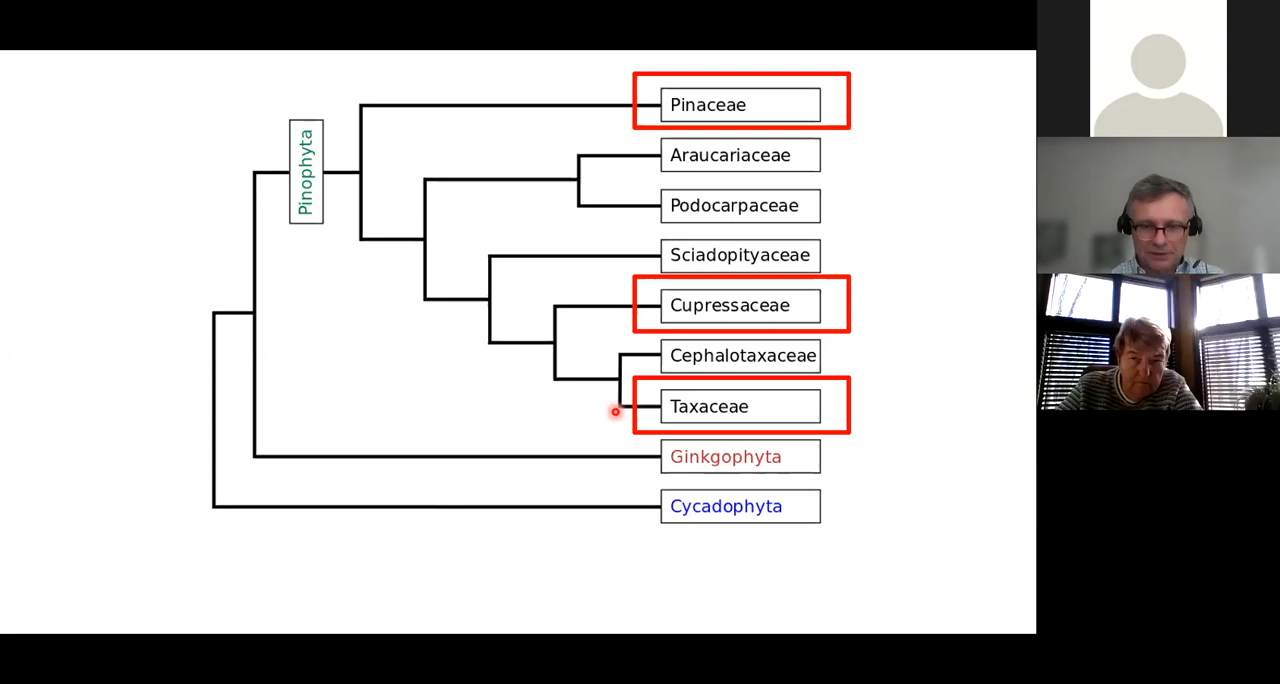 Pinophyta
Pinaceae
Araucariaceae
Podocarpaceae
Sciadopityaceae
Cupressaceae
Cephalotaxaceae
Taxaceae
Ginkgophyta
Cycadophyta